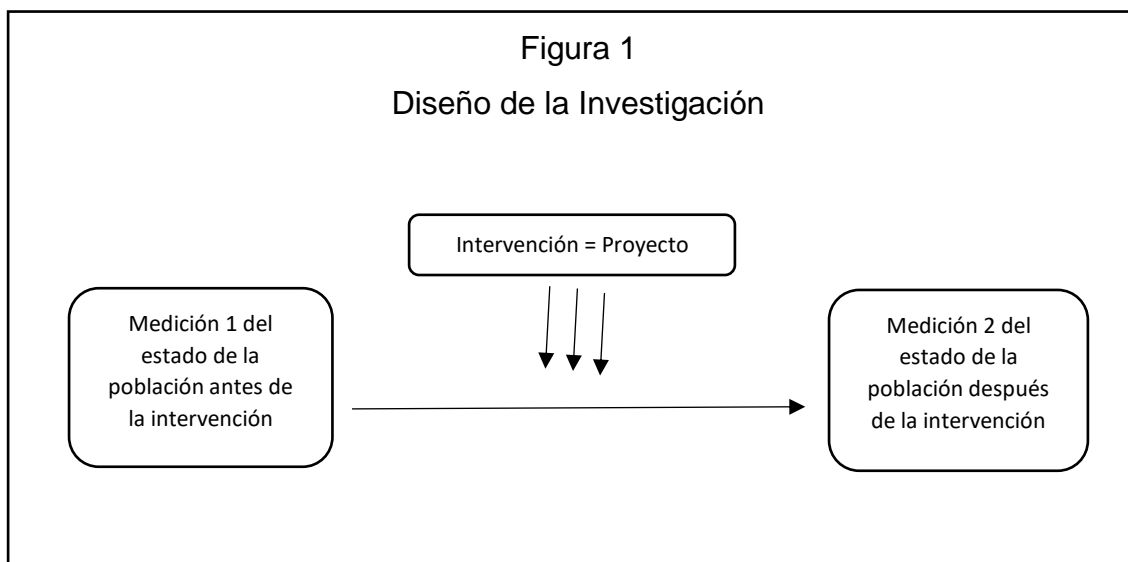 Figura 1
Diseño de la Investigación
Intervención = Proyecto
Medición 1 del
estado de la
población antes de
la intervención
Medición 2 del
estado de la
población después
de la intervención